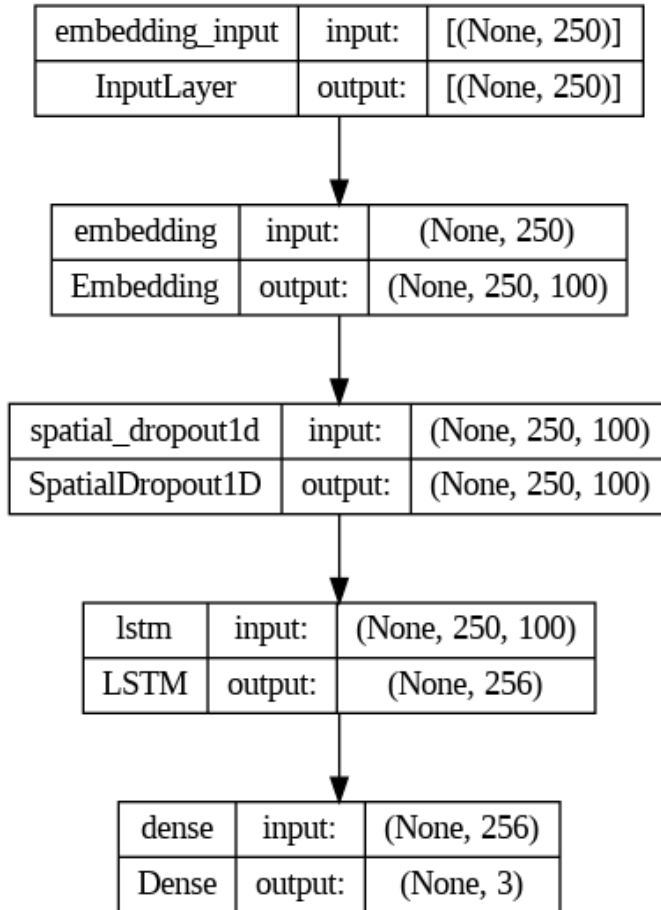 embedding_input input: [(None, 250)]
InputLayer output: [(None, 250)]
embedding input: (None, 250)
Embedding output: (None, 250, 100)
spatial_dropout1d input: (None, 250, 100)
SpatialDropout1D output: (None, 250, 100)
lstm input: (None, 250, 100)
LSTM output: (None, 256)
dense input: (None, 256)
Dense output: (None, 3)